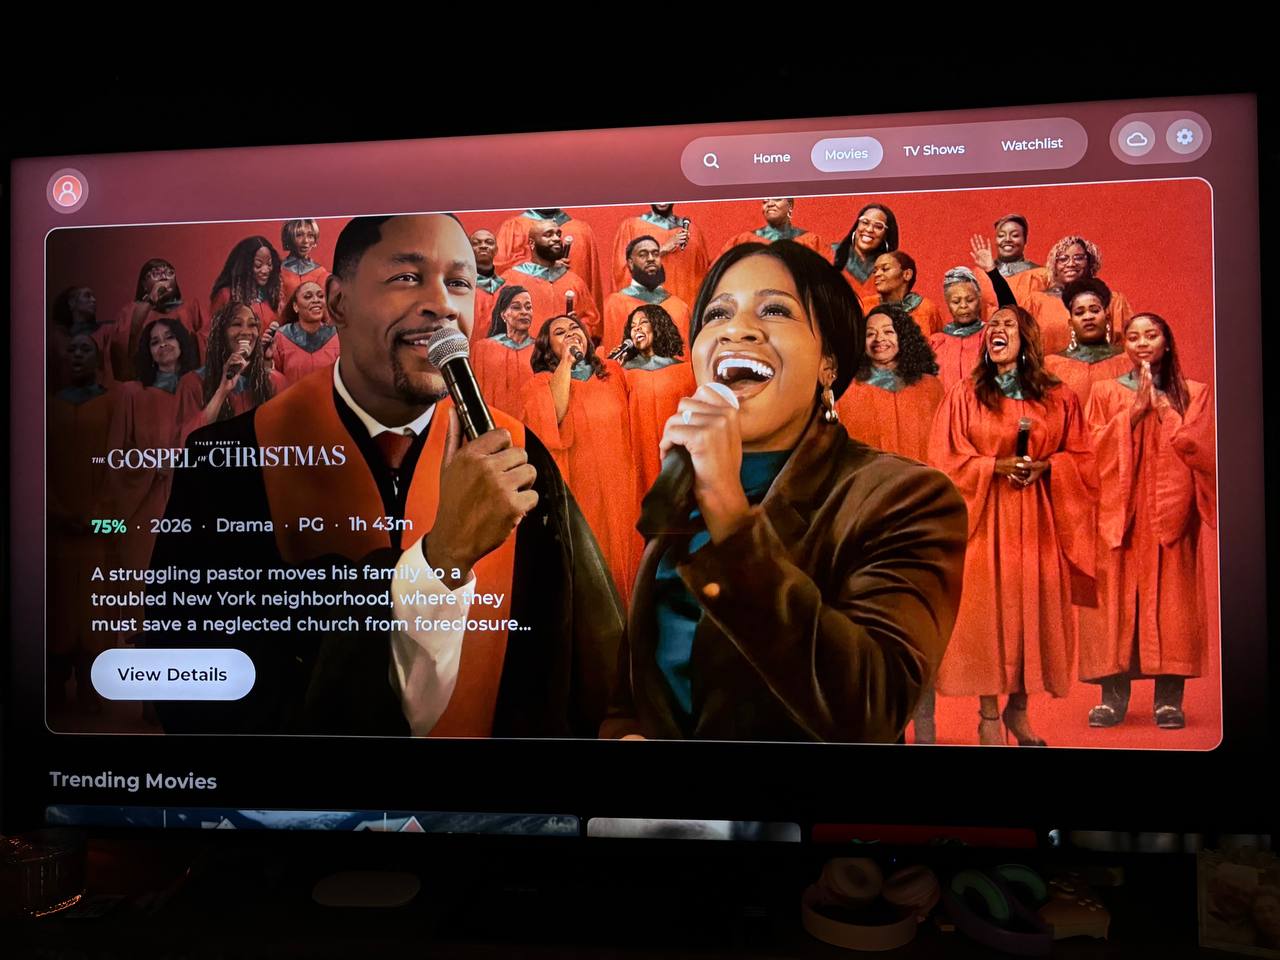 Home
Movies
TV Shows
Watchlist
TYLER PERRY'S
THE GOSPEL OF CHRISTMAS
75% · 2026 · Drama · PG · 1h 43m
A struggling pastor moves his family to a
troubled New York neighborhood, where they
must save a neglected church from foreclosure...
View Details
Trending Movies